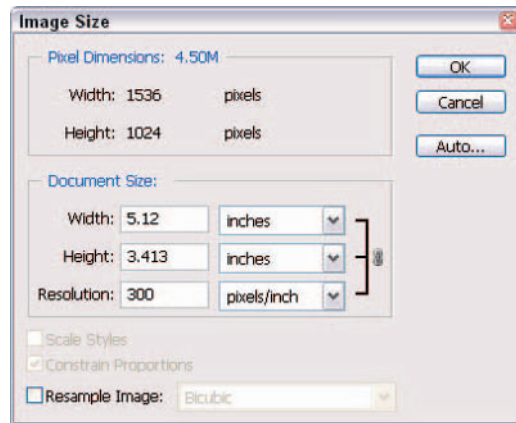 Image Size
Pixel Dimensions: 4.50M
OK
Width: 1536 pixels
Cancel
Height: 1024 pixels
Auto...
Document Size:
Width: 5.12 inches
Height: 3.413 inches
Resolution: 300 pixels/inch
Scale Styles
Constrain Proportions
Resample Image: Bicubic